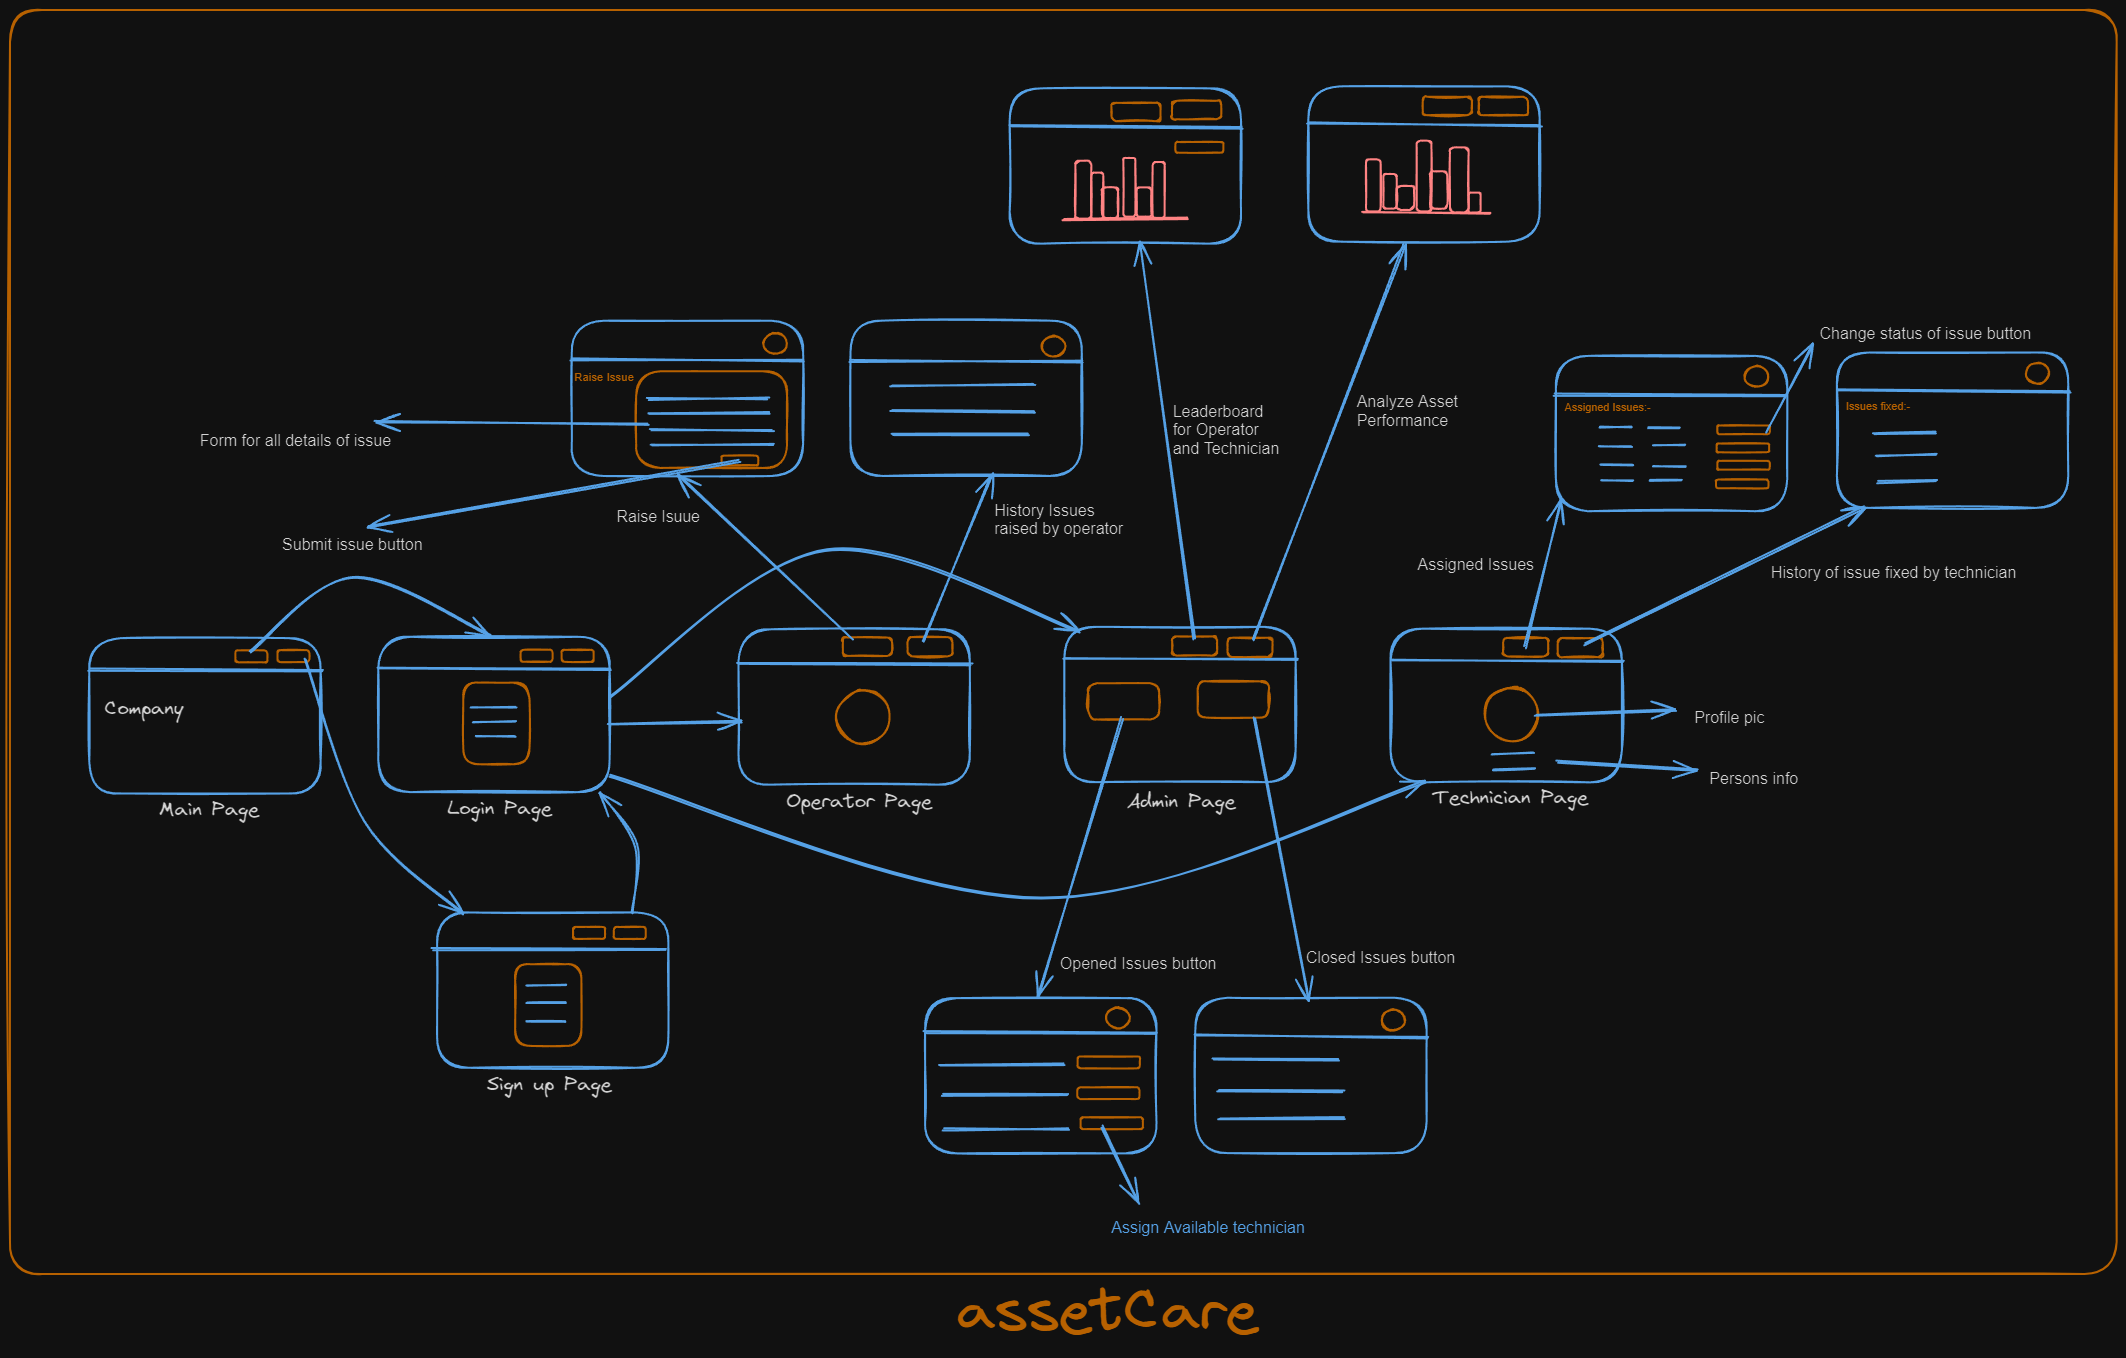 Change status of issue button
Raise Issue
Leaderboard
for Operator
and Technician
Analyze Asset
Performance
Assigned Issues:-
Issues fixed:-
Form for all details of issue
Raise Isuue
History Issues
raised by operator
Submit issue button
Assigned Issues
History of issue fixed by technician
Company
Profile pic
Persons info
Main Page
Login Page
Operator Page
Admin Page
Technician Page
Opened Issues button
Closed Issues button
Sign up Page
Assign Available technician
assetCare